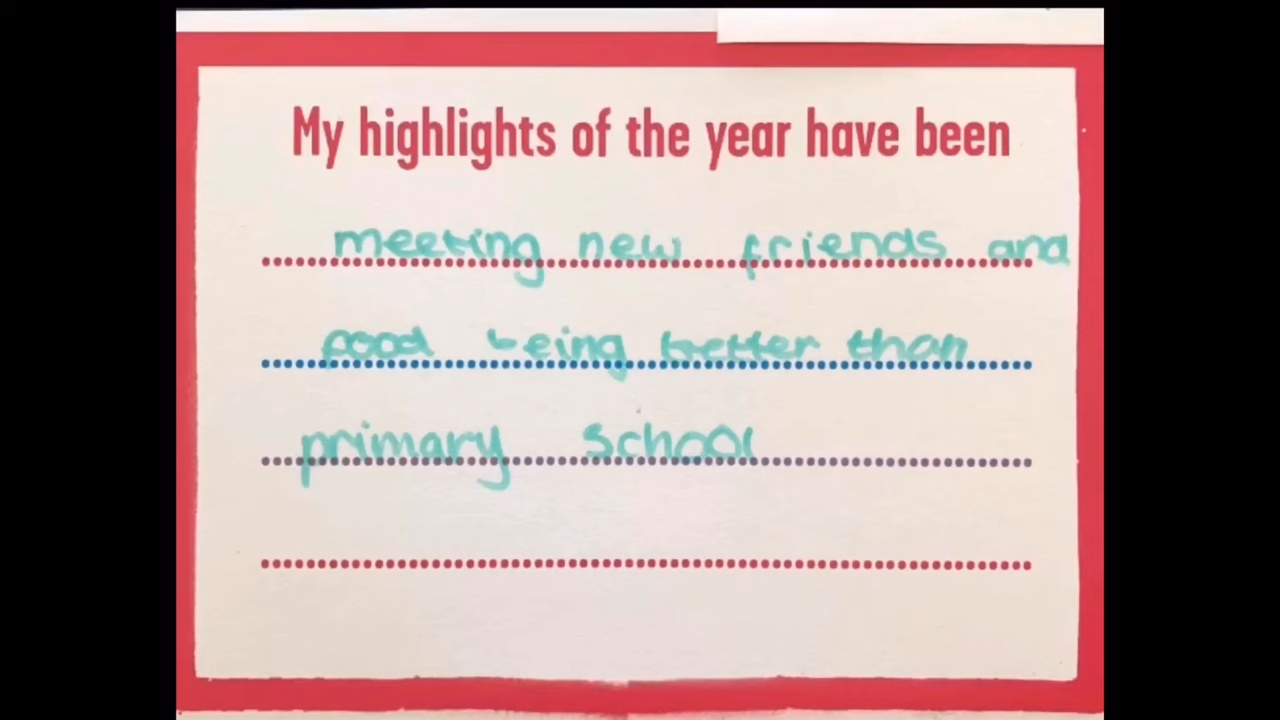 My highlights of the year have been
meeting new friends and
food being better than
primary school